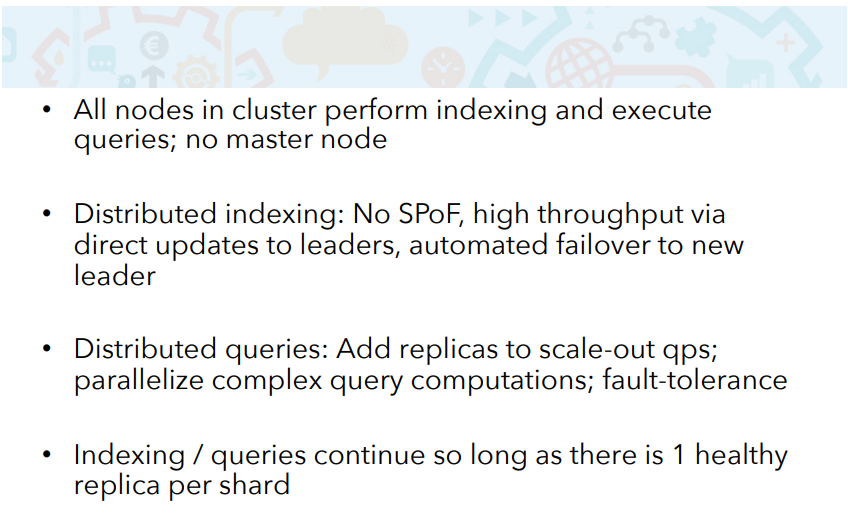 • All nodes in cluster perform indexing and execute
queries; no master node
• Distributed indexing: No SPoF, high throughput via
direct updates to leaders, automated failover to new
leader
• Distributed queries: Add replicas to scale-out qps;
parallelize complex query computations; fault-tolerance
• Indexing / queries continue so long as there is 1 healthy
replica per shard